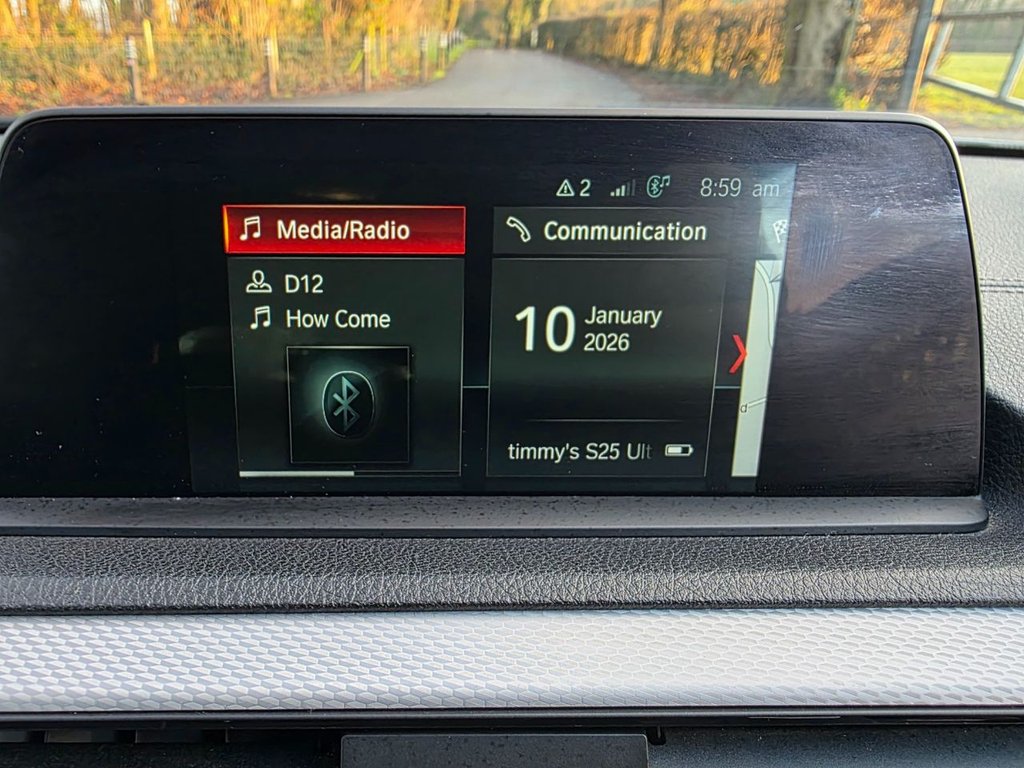 2 8:59 am
Media/Radio
D12
How Come
Communication
10 January
2026
timmy's S25 Ult
d